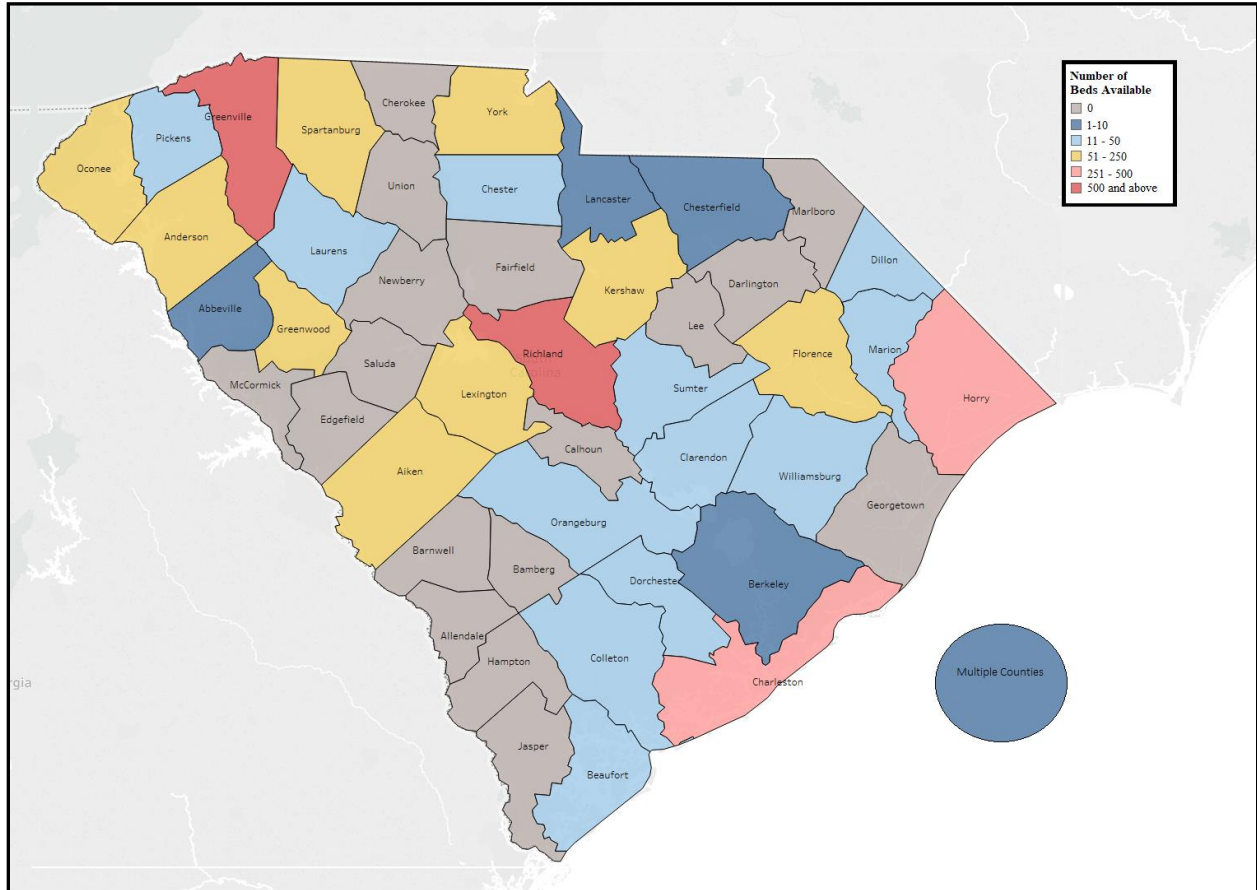 Number of
Beds Available
0
1-10
11 - 50
51 - 250
251 - 500
500 and above
Cherokee
York
Greenville
Spartanburg
Pickens
Oconee
Union
Chester
Lancaster
Chesterfield
Marlboro
Anderson
Laurens
Dillon
Newberry
Fairfield
Darlington
Kershaw
Abbeville
Greenwood
Lee
Richland
Florence
Marion
Saluda
Carolina
McCormick
Sumter
Lexington
Horry
Edgefield
Calhoun
Clarendon
Aiken
Williamsburg
Georgetown
Orangeburg
Barnwell
Bamberg
Dorcheste
Berkeley
Allendale
Colleton
Hampton
Multiple Counties
Charleston
rgia
Jasper
Beaufort